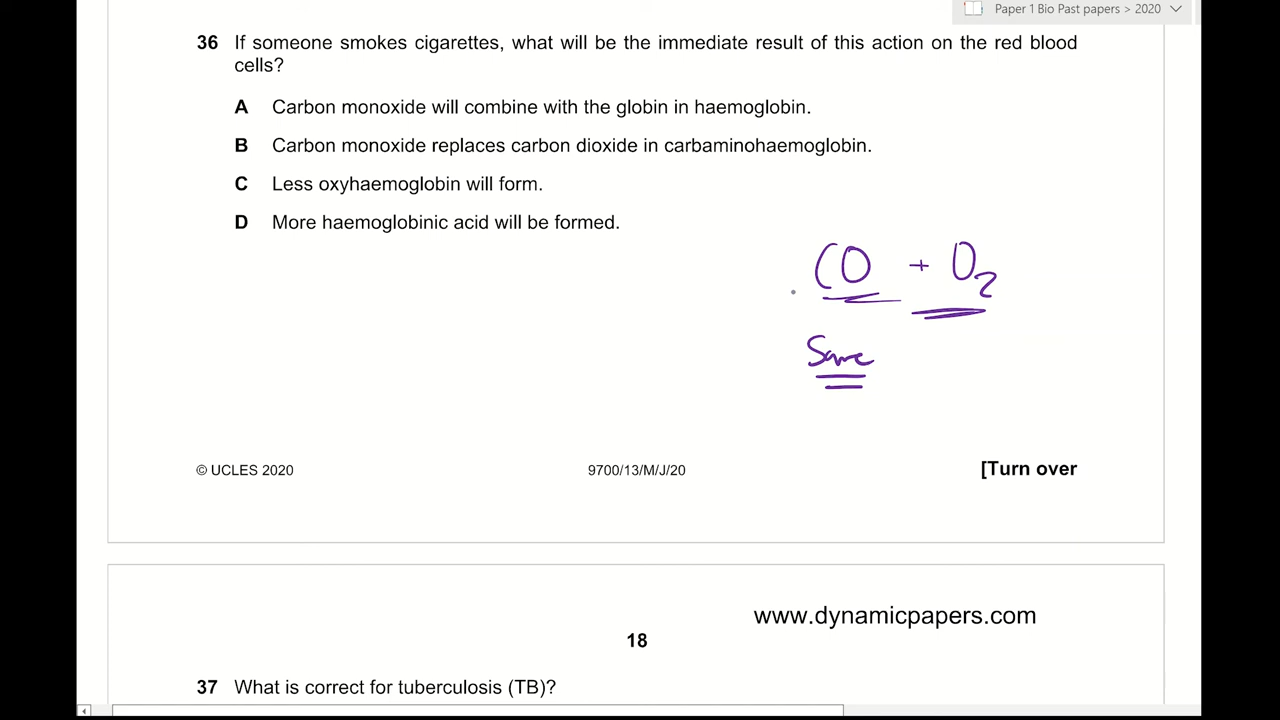 Paper 1 Bio Past papers > 2020
36 If someone smokes cigarettes, what will be the immediate result of this action on the red blood
cells?
A Carbon monoxide will combine with the globin in haemoglobin.
B Carbon monoxide replaces carbon dioxide in carbaminohaemoglobin.
C Less oxyhaemoglobin will form.
D More haemoglobinic acid will be formed.
CO + O2
Same
© UCLES 2020 9700/13/M/J/20 [Turn over
www.dynamicpapers.com
18
37 What is correct for tuberculosis (TB)?